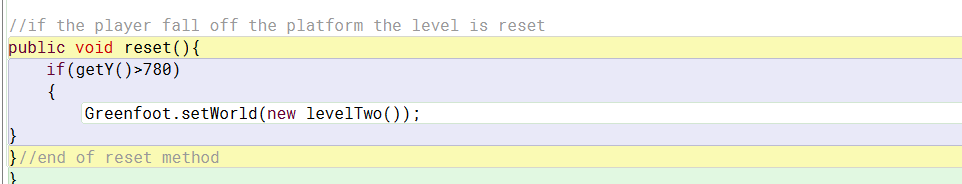 //if the player fall off the platform the level is reset
public void reset(){
    if(getY()>780)
    {
        Greenfoot.setWorld(new levelTwo());
}
}//end of reset method
}